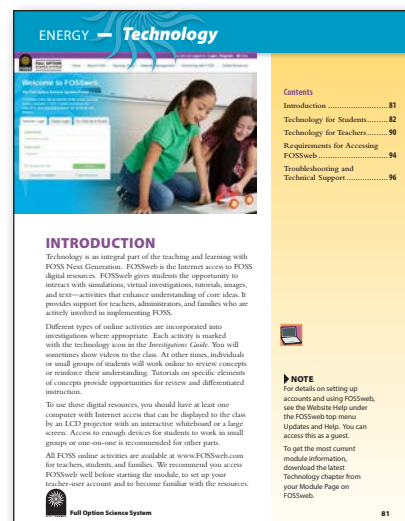 ENERGY — Technology
FULL OPTION
SCIENCE SYSTEM
Welcome to FOSSweb
Contents
Introduction ............................ 81
Technology for Students ......... 82
Technology for Teachers ......... 90
Requirements for Accessing
FOSSweb ................................ 94
Troubleshooting and
Technical Support ................... 96
INTRODUCTION
Technology is an integral part of the teaching and learning with
FOSS Next Generation. FOSSweb is the Internet access to FOSS
digital resources. FOSSweb gives students the opportunity to
interact with simulations, virtual investigations, tutorials, images,
and text—activities that enhance understanding of core ideas. It
provides support for teachers, administrators, and families who are
actively involved in implementing FOSS.
Different types of online activities are incorporated into
investigations where appropriate. Each activity is marked
with the technology icon in the Investigations Guide. You will
sometimes show videos to the class. At other times, individuals
or small groups of students will work online to review concepts
or reinforce their understanding. Tutorials on specific elements
of concepts provide opportunities for review and differentiated
instruction.
To use these digital resources, you should have at least one
computer with Internet access that can be displayed to the class
by an LCD projector with an interactive whiteboard or a large
screen. Access to enough devices for students to work in small
groups or one-on-one is recommended for other parts.
All FOSS online activities are available at www.FOSSweb.com
for teachers, students, and families. We recommend you access
FOSSweb well before starting the module, to set up your
teacher-user account and to become familiar with the resources.
NOTE
For details on setting up
accounts and using FOSSweb,
see the Website Help under
the FOSSweb top menu
Updates and Help. You can
access this as a guest.
To get the most current
module information,
download the latest
Technology chapter from
your Module Page on
FOSSweb.
Full Option Science System
81